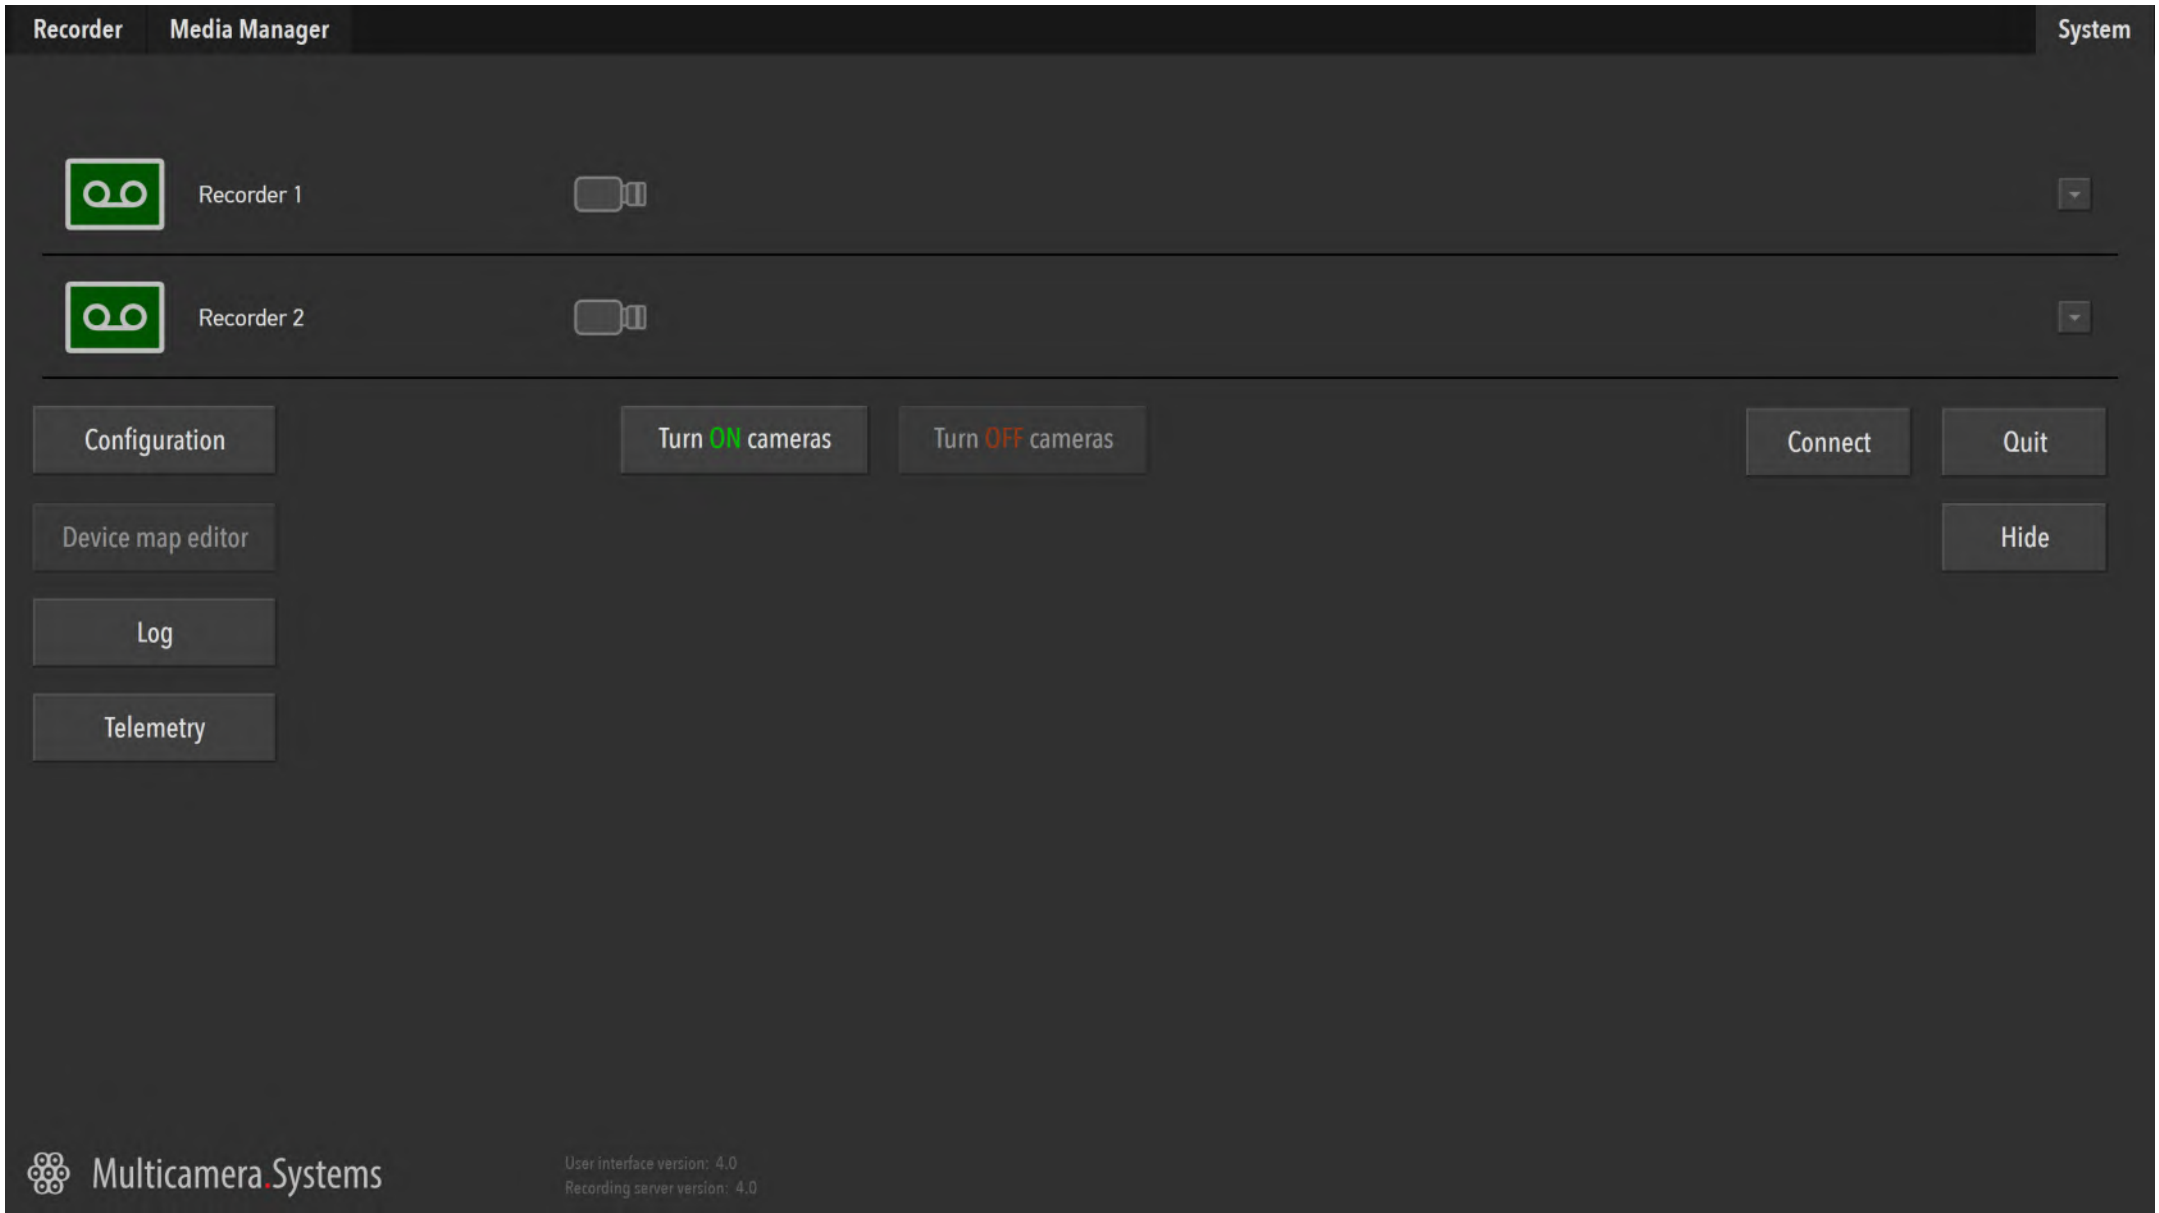 Recorder Media Manager System
Recorder 1
Recorder 2
Configuration Turn ON cameras Turn OFF cameras Connect Quit
Device map editor Hide
Log
Telemetry
Multicamera.Systems
User interface version: 4.0
Recording server version: 4.0